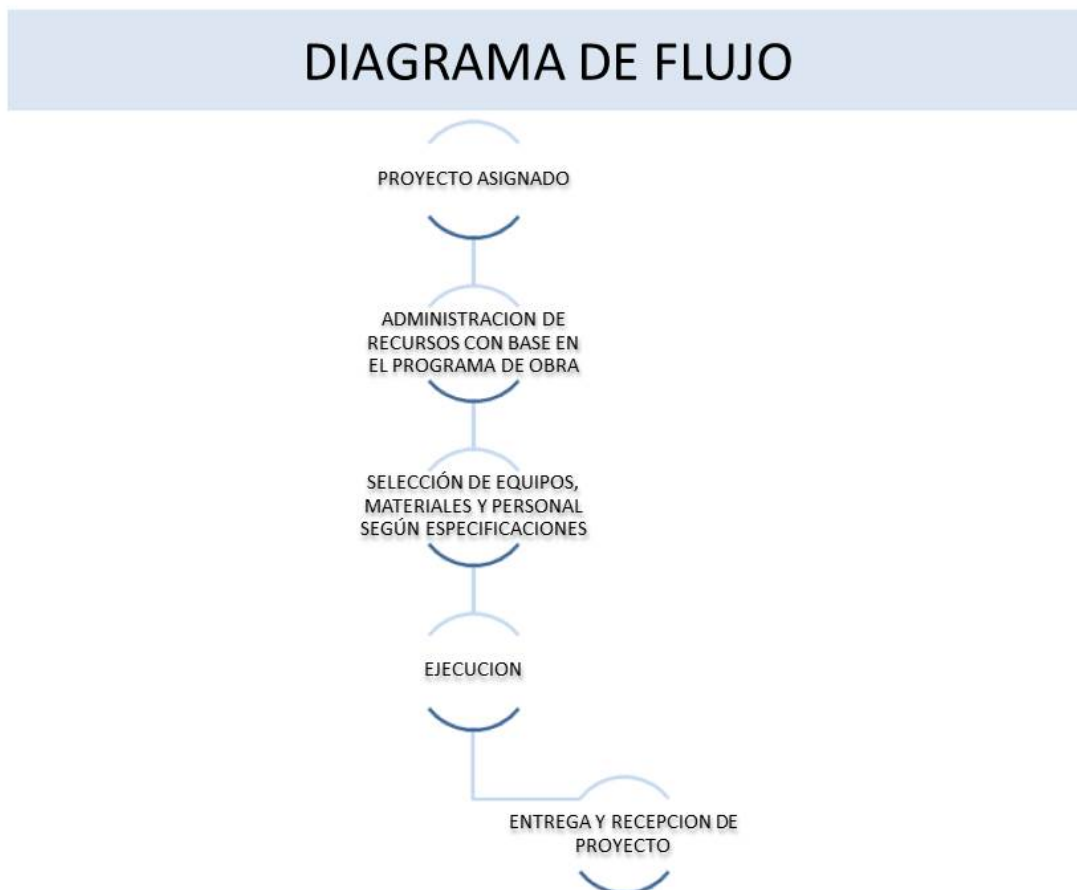 DIAGRAMA DE FLUJO
PROYECTO ASIGNADO
ADMINISTRACION DE
RECURSOS CON BASE EN
EL PROGRAMA DE OBRA
SELECCIÓN DE EQUIPOS,
MATERIALES Y PERSONAL
SEGÚN ESPECIFICACIONES
EJECUCION
ENTREGA Y RECEPCION DE
PROYECTO